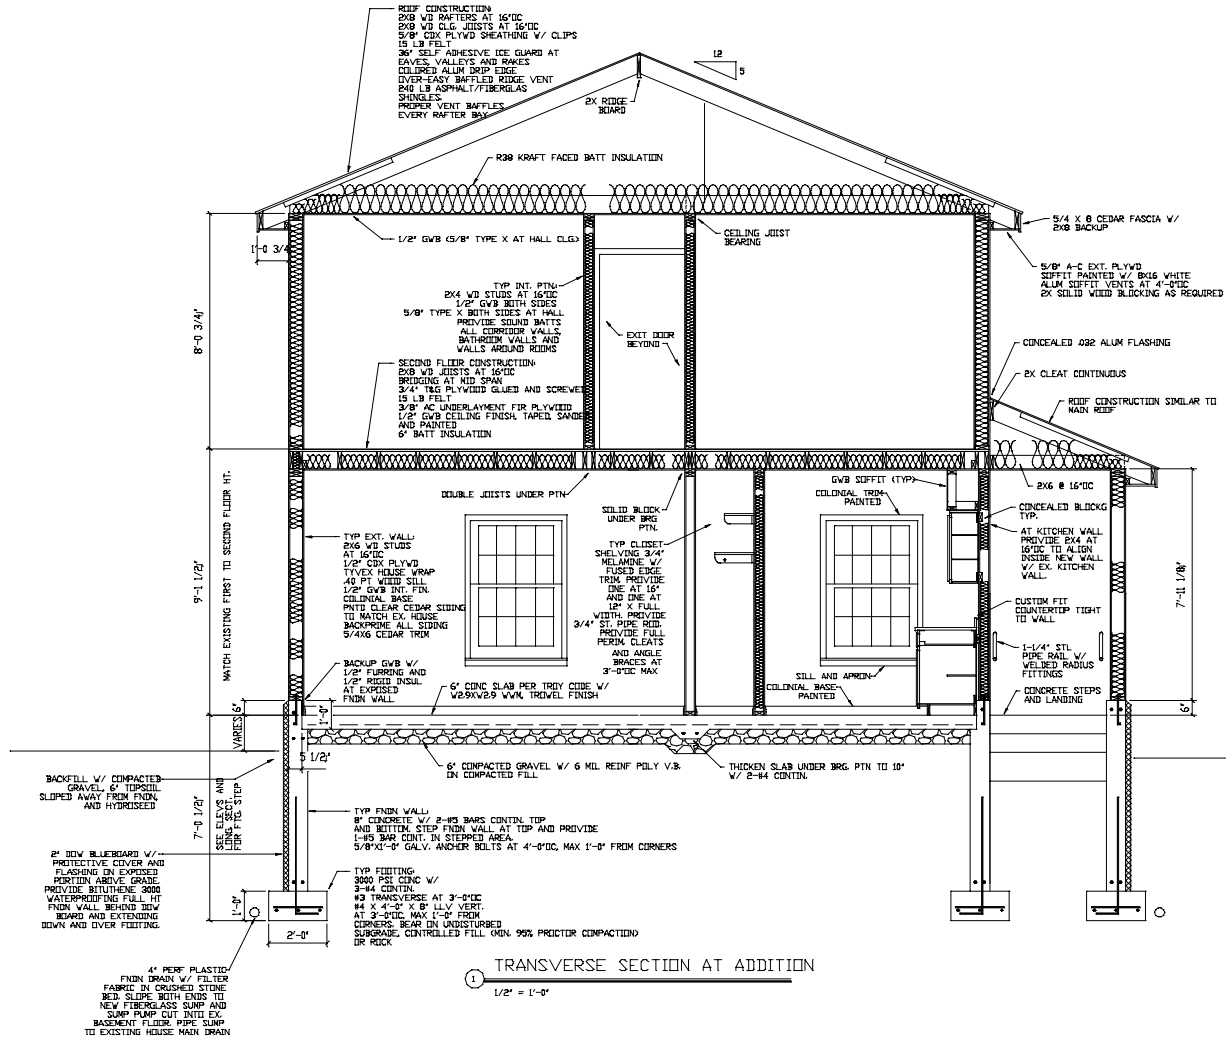 ROOF CONSTRUCTION:
2X8 WD RAFTERS AT 16"OC
2X8 WD CLG. JOISTS AT 16"OC
5/8" CDX PLYWD SHEATHING W/ CLIPS
15 LB FELT
36" SELF ADHESIVE ICE GUARD AT
EAVES, VALLEYS AND RAKES
COLORED ALUM DRIP EDGE
OVER-EASY BAFFLED RIDGE VENT
240 LB ASPHALT/FIBERGLAS
SHINGLES.
PROPER VENT BAFFLES
EVERY RAFTER BAY
12
5
2X RIDGE
BOARD
R38 KRAFT FACED BATT INSULATION
5/4 X 8 CEDAR FASCIA W/
2X8 BACKUP
1/2" GWB (5/8" TYPE X AT HALL CLG.)
CEILING JOIST
BEARING
1'-0 3/4"
5/8" A-C EXT. PLYWD
SOFFIT PAINTED W/ 8X16 WHITE
ALUM SOFFIT VENTS AT 4'-0"OC
2X SOLID WOOD BLOCKING AS REQUIRED
TYP INT. PTN:
2X4 WD STUDS AT 16"OC
1/2" GWB BOTH SIDES
5/8" TYPE X BOTH SIDES AT HALL
PROVIDE SOUND BATTS
ALL CORRIDOR WALLS,
BATHROOM WALLS AND
WALLS AROUND ROOMS
8'-0 3/4"
EXIT DOOR
BEYOND
CONCEALED .032 ALUM FLASHING
2X CLEAT CONTINUOUS
ROOF CONSTRUCTION SIMILAR TO
MAIN ROOF
SECOND FLOOR CONSTRUCTION:
2X8 WD JOISTS AT 16"OC
BRIDGING AT MID SPAN
3/4" T&G PLYWOOD GLUED AND SCREWED
15 LB FELT
3/8" AC UNDERLAYMENT FIR PLYWOOD
1/2" GWB CEILING FINISH, TAPED, SANDED
AND PAINTED
6" BATT INSULATION
DOUBLE JOISTS UNDER PTN
GWB SOFFIT (TYP)
2X6 @ 16"OC
COLONIAL TRIM
PAINTED
SOLID BLOCK
UNDER BRG
PTN.
CONCEALED BLOCKG
TYP.
AT KITCHEN WALL
PROVIDE 2X4 AT
16"OC TO ALIGN
INSIDE NEW WALL
W/ EX. KITCHEN
WALL.
TYP EXT. WALL:
2X6 WD STUDS
AT 16"OC
1/2" CDX PLYWD
TYVEX HOUSE WRAP
.40 PT WOOD SILL
1/2" GWB INT. FIN.
COLONIAL BASE
PNTD CLEAR CEDAR SIDING
TO MATCH EX. HOUSE
BACKPRIME ALL SIDING
5/4X6 CEDAR TRIM
TYP CLOSET
SHELVING 3/4"
MELAMINE W/
FUSED EDGE
TRIM, PROVIDE
ONE AT 16"
AND ONE AT
12" X FULL
WIDTH. PROVIDE
3/4" ST. PIPE ROD.
PROVIDE FULL
PERIM. CLEATS
AND ANGLE
BRACES AT
3'-0"OC MAX
9'-1 1/2"
MATCH EXISTING FIRST TO SECOND FLOOR HT.
7'-11 1/8"
CUSTOM FIT
COUNTERTOP TIGHT
TO WALL
1-1/4" STL
PIPE RAIL W/
WELDED RADIUS
FITTINGS
BACKUP GWB W/
1/2" FURRING AND
1/2" RIGID INSUL
AT EXPOSED
FNDN WALL
6" CONC SLAB PER TROY CODE W/
W2.9XW2.9 WWM, TROWEL FINISH
SILL AND APRON
COLONIAL BASE
PAINTED
CONCRETE STEPS
AND LANDING
6"
1'-0"
6"
VARIES
5 1/2"
6" COMPACTED GRAVEL W/ 6 MIL REINF POLY V.B.
ON COMPACTED FILL
THICKEN SLAB UNDER BRG. PTN TO 10"
W/ 2-#4 CONTIN.
BACKFILL W/ COMPACTED
GRAVEL, 6" TOPSOIL
SLOPED AWAY FROM FNDN,
AND HYDROSEED
7'-0 1/2"
SEE ELEVS AND
LONG. SECT.
FOR FTG. STEP
TYP FNDN WALL:
8" CONCRETE W/ 2-#5 BARS CONTIN. TOP
AND BOTTOM. STEP FNDN WALL AT TOP AND PROVIDE
1-#5 BAR CONT. IN STEPPED AREA.
5/8"X1'-0" GALV. ANCHOR BOLTS AT 4'-0"OC, MAX 1'-0" FROM CORNERS
2" DOW BLUEBOARD W/
PROTECTIVE COVER AND
FLASHING ON EXPOSED
PORTION ABOVE GRADE.
PROVIDE BITUTHENE 3000
WATERPROOFING FULL HT
FNDN WALL BEHIND DOW
BOARD AND EXTENDING
DOWN AND OVER FOOTING.
TYP FOOTING:
3000 PSI CONC W/
3-#4 CONTIN.
#3 TRANSVERSE AT 3'-0"OC
#4 X 4'-0" X 8" LLV VERT.
AT 3'-0"OC, MAX 1'-0" FROM
CORNERS. BEAR ON UNDISTURBED
SUBGRADE, CONTROLLED FILL (MIN. 95% PROCTOR COMPACTION)
OR ROCK
1'-0"
2'-0"
4" PERF PLASTIC
FNDN DRAIN W/ FILTER
FABRIC IN CRUSHED STONE
BED. SLOPE BOTH ENDS TO
NEW FIBERGLASS SUMP AND
SUMP PUMP CUT INTO EX.
BASEMENT FLOOR. PIPE SUMP
TO EXISTING HOUSE MAIN DRAIN
1
TRANSVERSE SECTION AT ADDITION
1/2" = 1'-0"